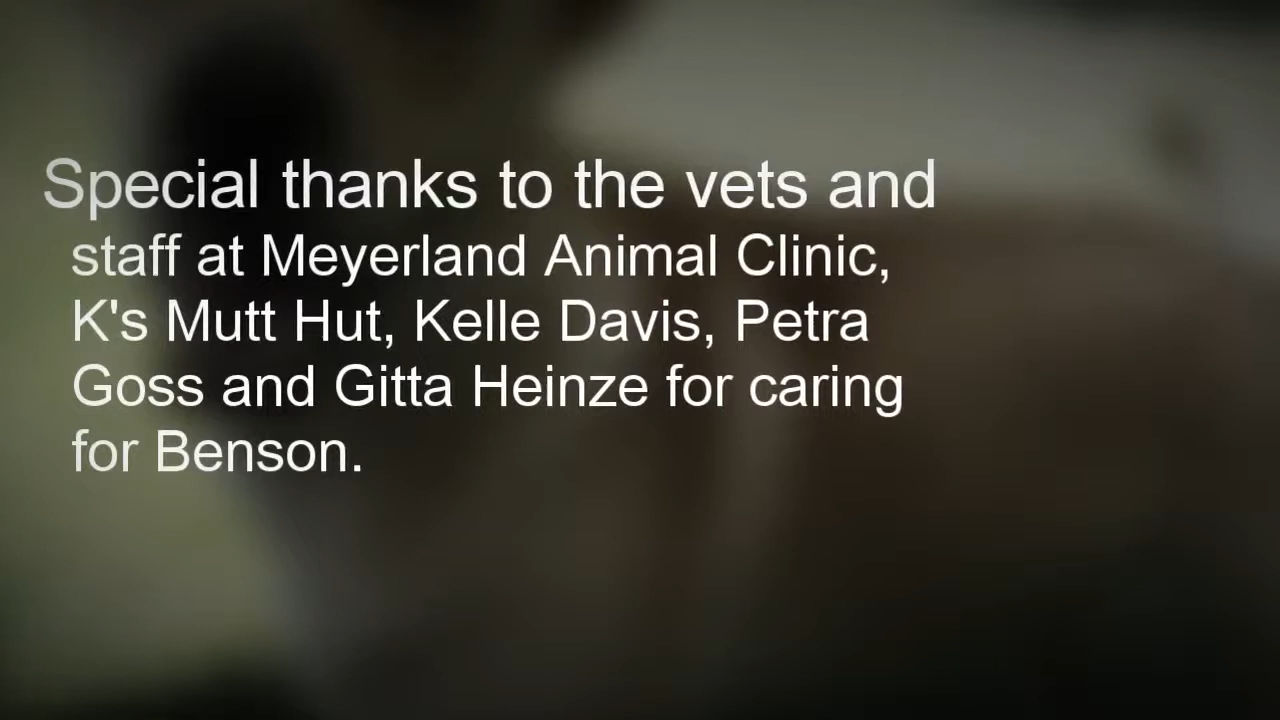 Special thanks to the vets and
staff at Meyerland Animal Clinic,
K's Mutt Hut, Kelle Davis, Petra
Goss and Gitta Heinze for caring
for Benson.